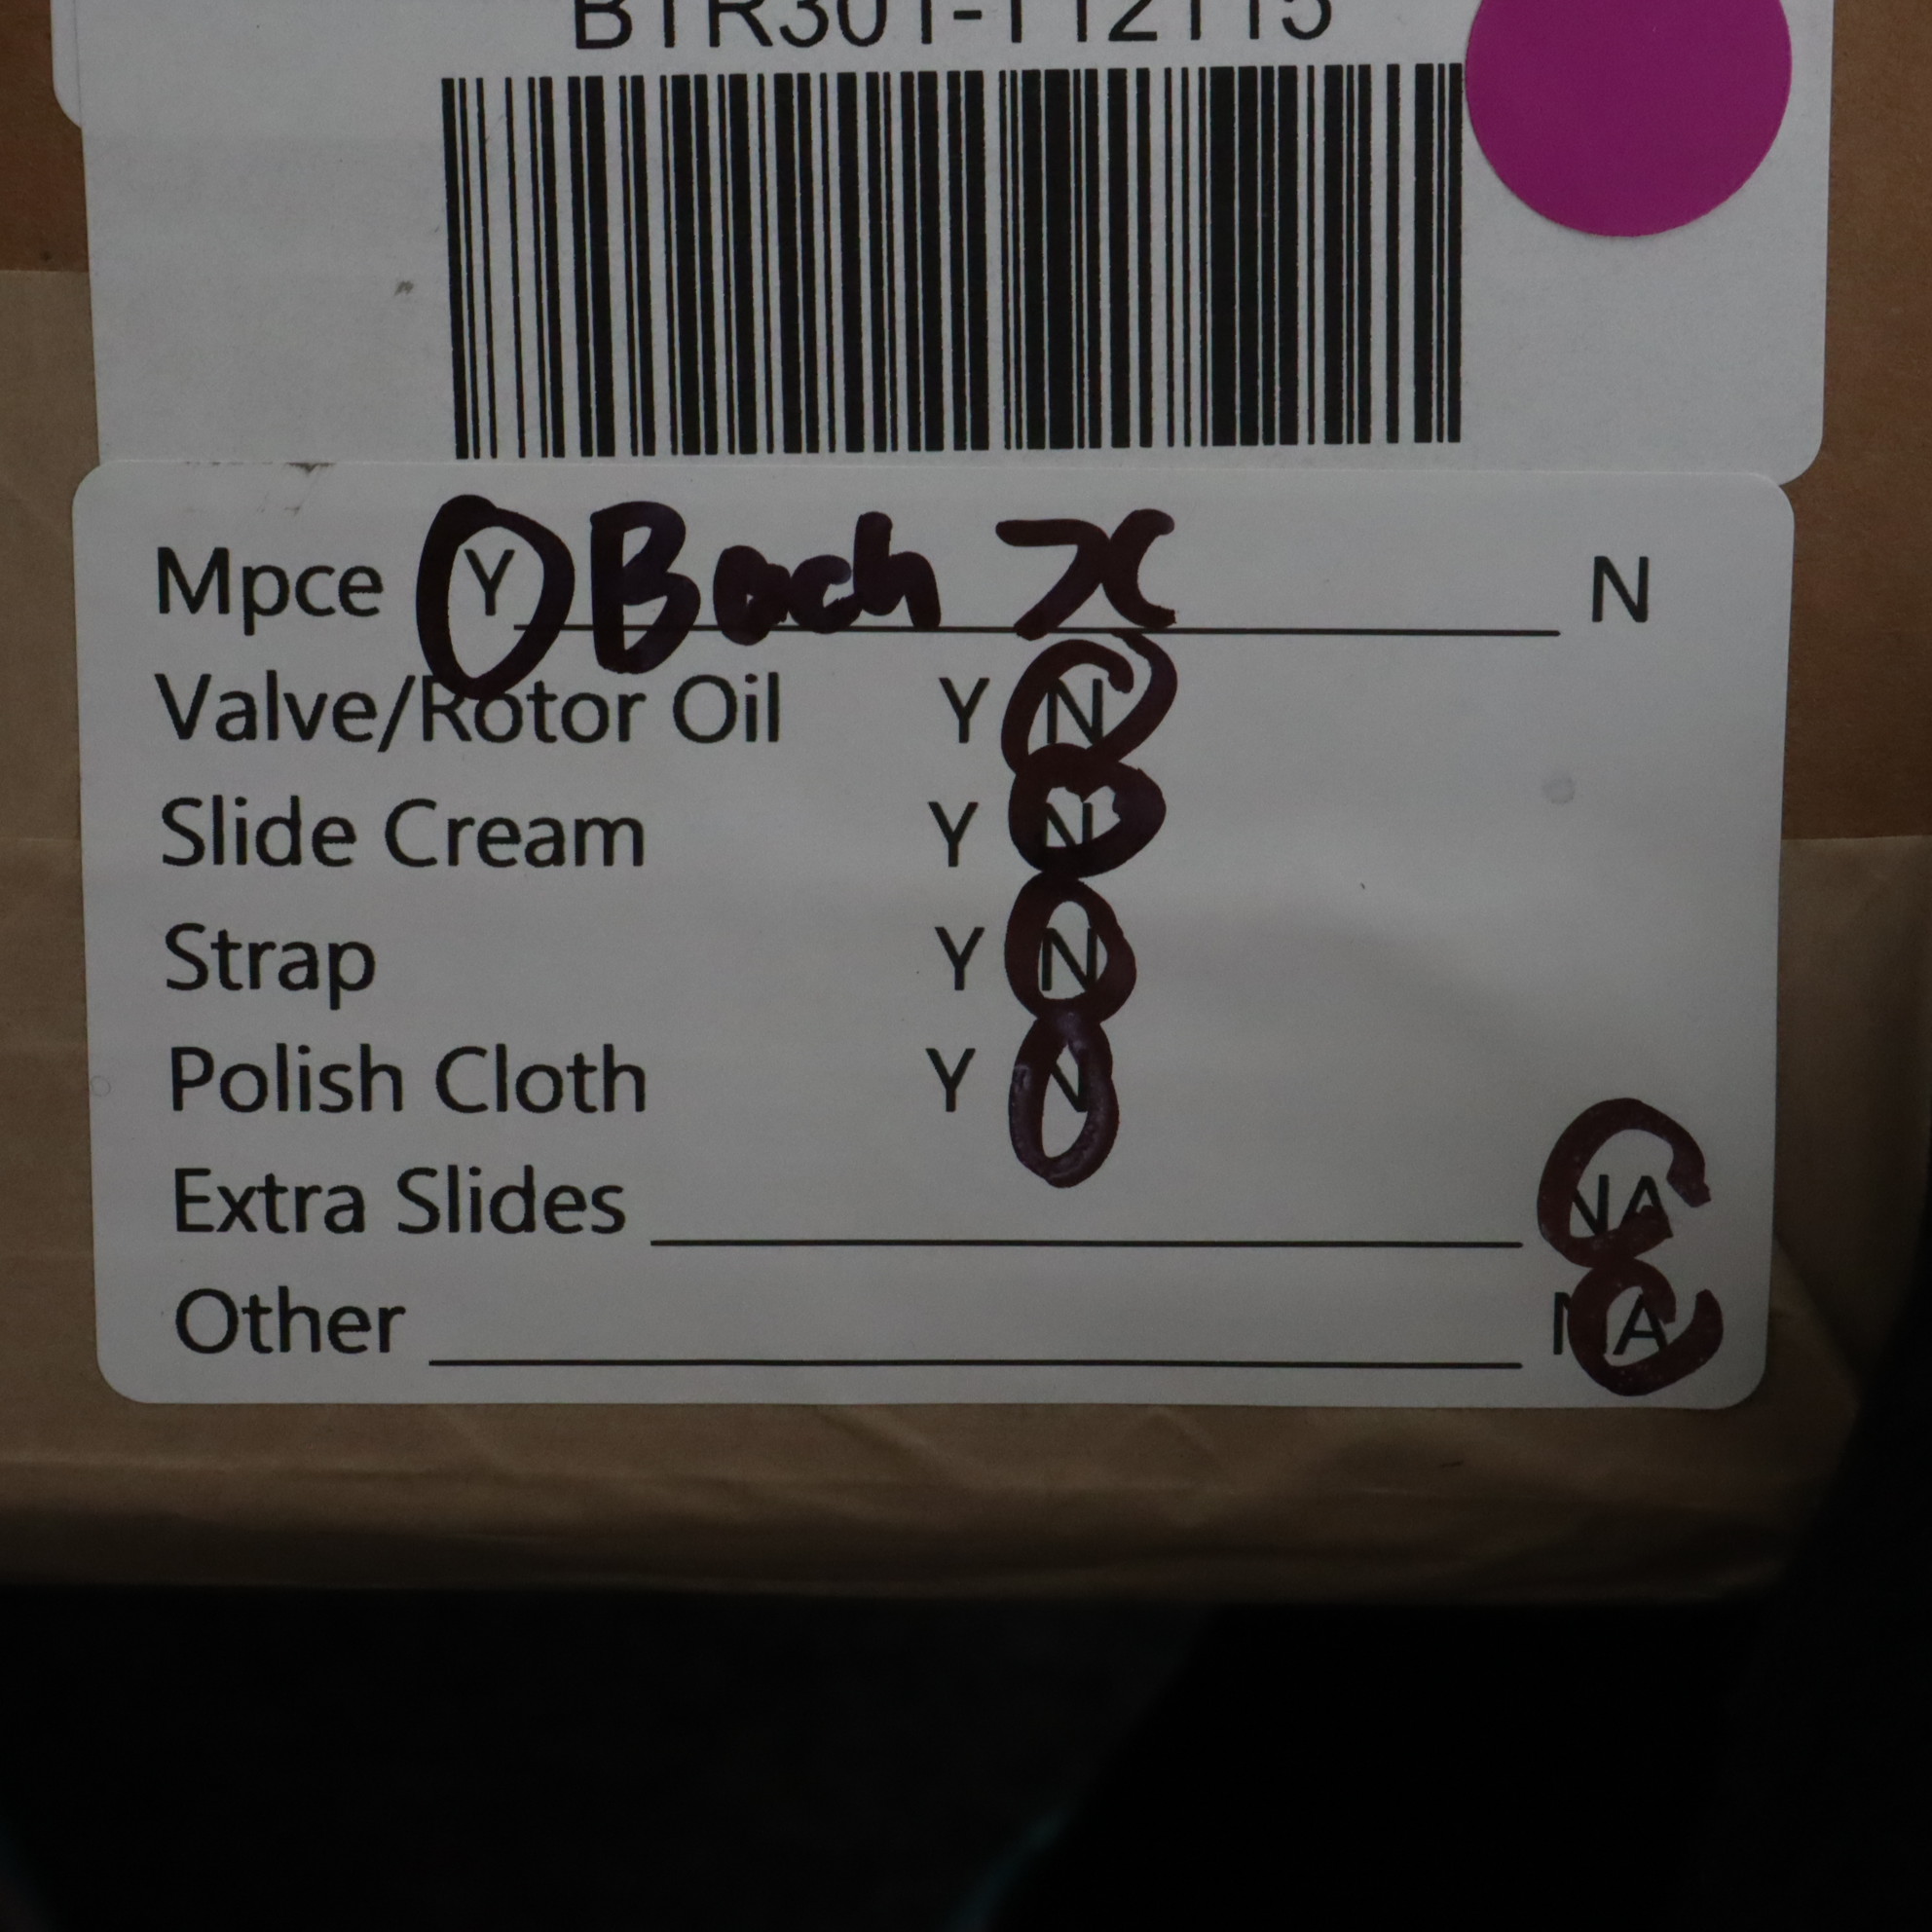 BTR301-112115
Mpce Y Bach 7C N
Valve/Rotor Oil Y N
Slide Cream Y N
Strap Y N
Polish Cloth Y N
Extra Slides NA
Other NA